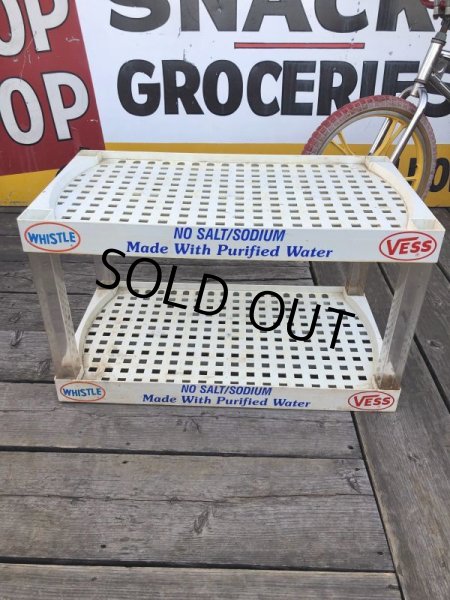 OP
OP
SNACK
GROCERIES
NO SALT/SODIUM
WHISTLE
Made With Purified Water
VESS
SOLD OUT
NO SALT/SODIUM
WHISTLE
Made With Purified Water
VESS